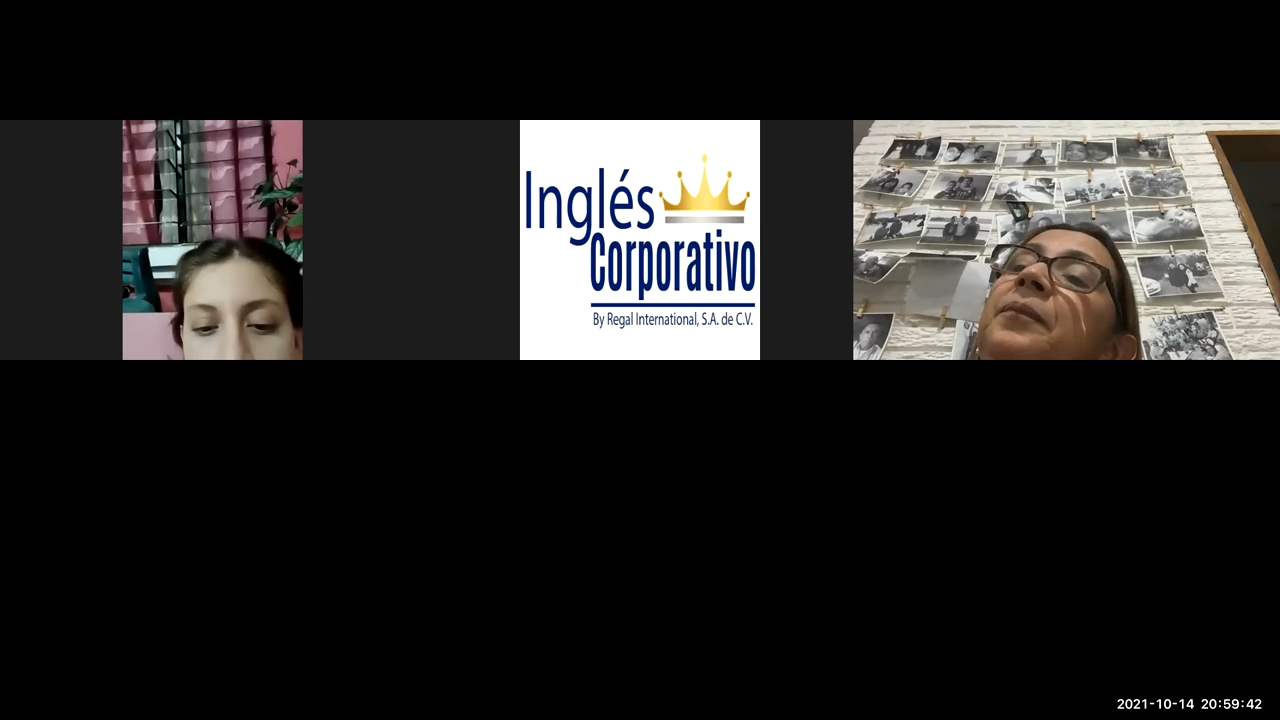 Inglés
Corporativo
By Regal International, S.A. de C.V.
2021-10-14 20:59:42